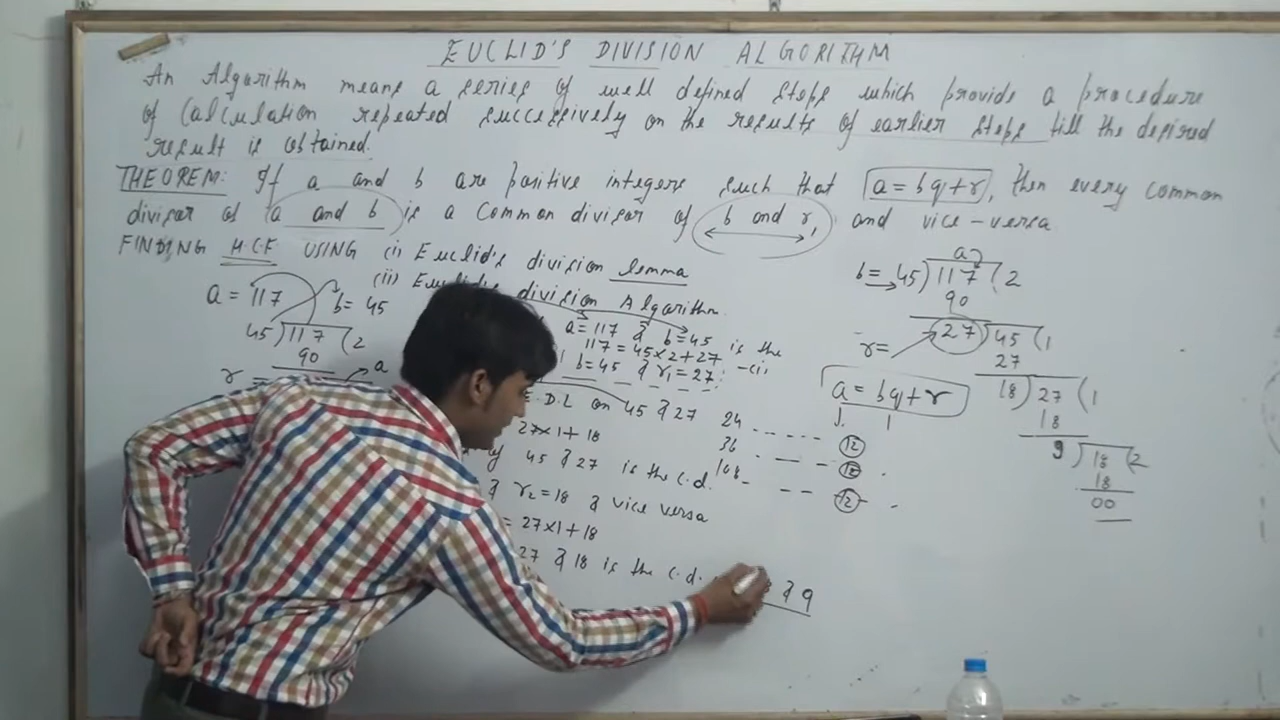 EUCLID'S DIVISION ALGORITHM
An Algorithm means a series of well defined steps which provide a procedure
of Calculation repeated successively on the results of earlier steps till the desired
result is obtained.
THEOREM: If a and b are positive integers such that a = bq + r, then every common
divisor of a and b is a common divisor of b and r, and vice-versa
FINDING H.C.F USING (i) Euclid's division lemma
(ii) Euclid's division Algorithm.
a = 117 b = 45
45)117(2
90
r =
a
a = 117 & b = 45 is the
117 = 45 × 2 + 27 -(i)
b = 45 & r1 = 27.
E.D.L on 45 & 27
27×1 + 18
45 & 27 is the c.d.
& r2 = 18 & vice versa
= 27×1 + 18
27 & 18 is the c.d.
& 9
24 ----- 12
36 - - - 12
108 - - - 12
a
b = 45)117(2
90
r = 27)45(1
27
18)27(1
18
9)18(2
18
00
a = bq + r